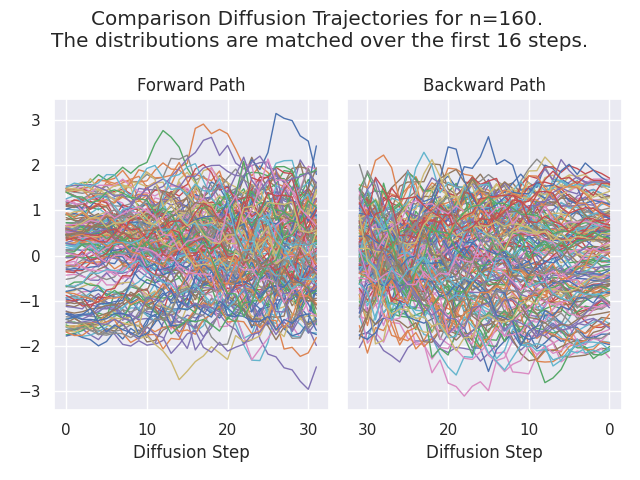 Comparison Diffusion Trajectories for n=160.
The distributions are matched over the first 16 steps.
Forward Path
Backward Path
3
2
1
0
−1
−2
−3
0 10 20 30
30 20 10 0
Diffusion Step
Diffusion Step